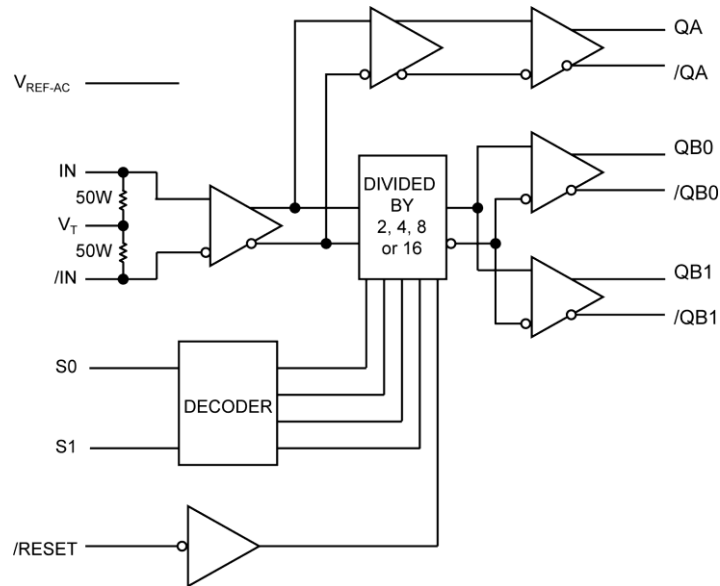 QA
/QA
VREF-AC
IN
50W
VT
50W
/IN
DIVIDED
BY
2, 4, 8
or 16
QB0
/QB0
QB1
/QB1
S0
DECODER
S1
/RESET